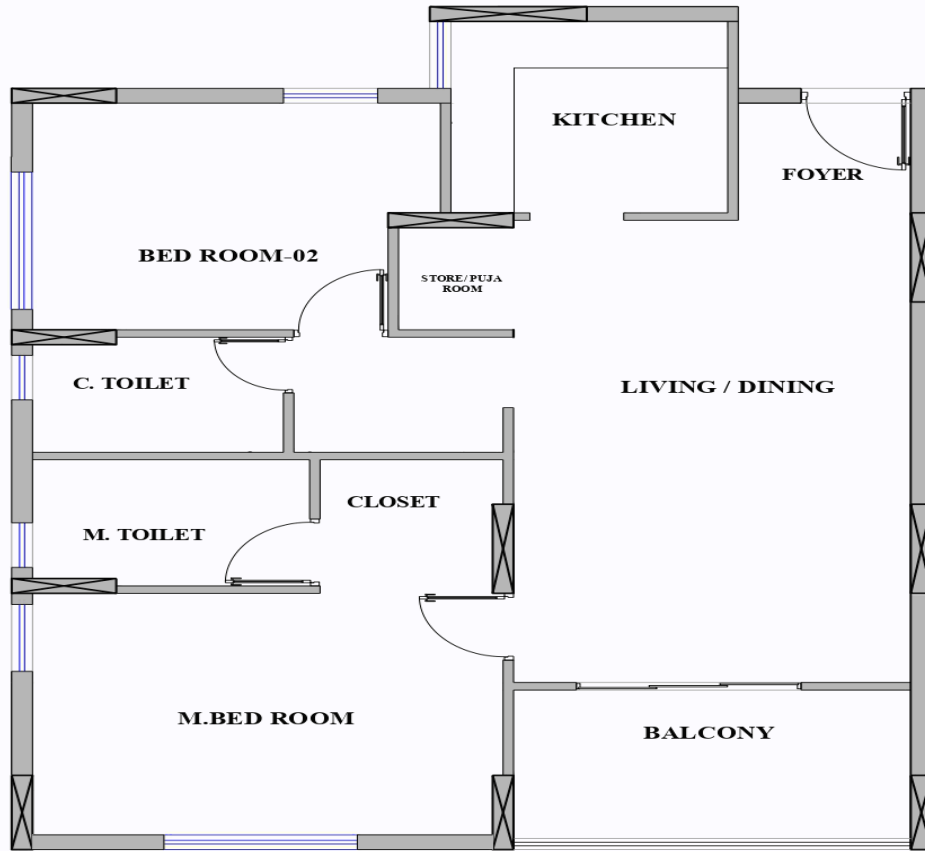 KITCHEN
FOYER
BED ROOM-02
STORE/PUJA
ROOM
C. TOILET
LIVING / DINING
CLOSET
M. TOILET
M.BED ROOM
BALCONY